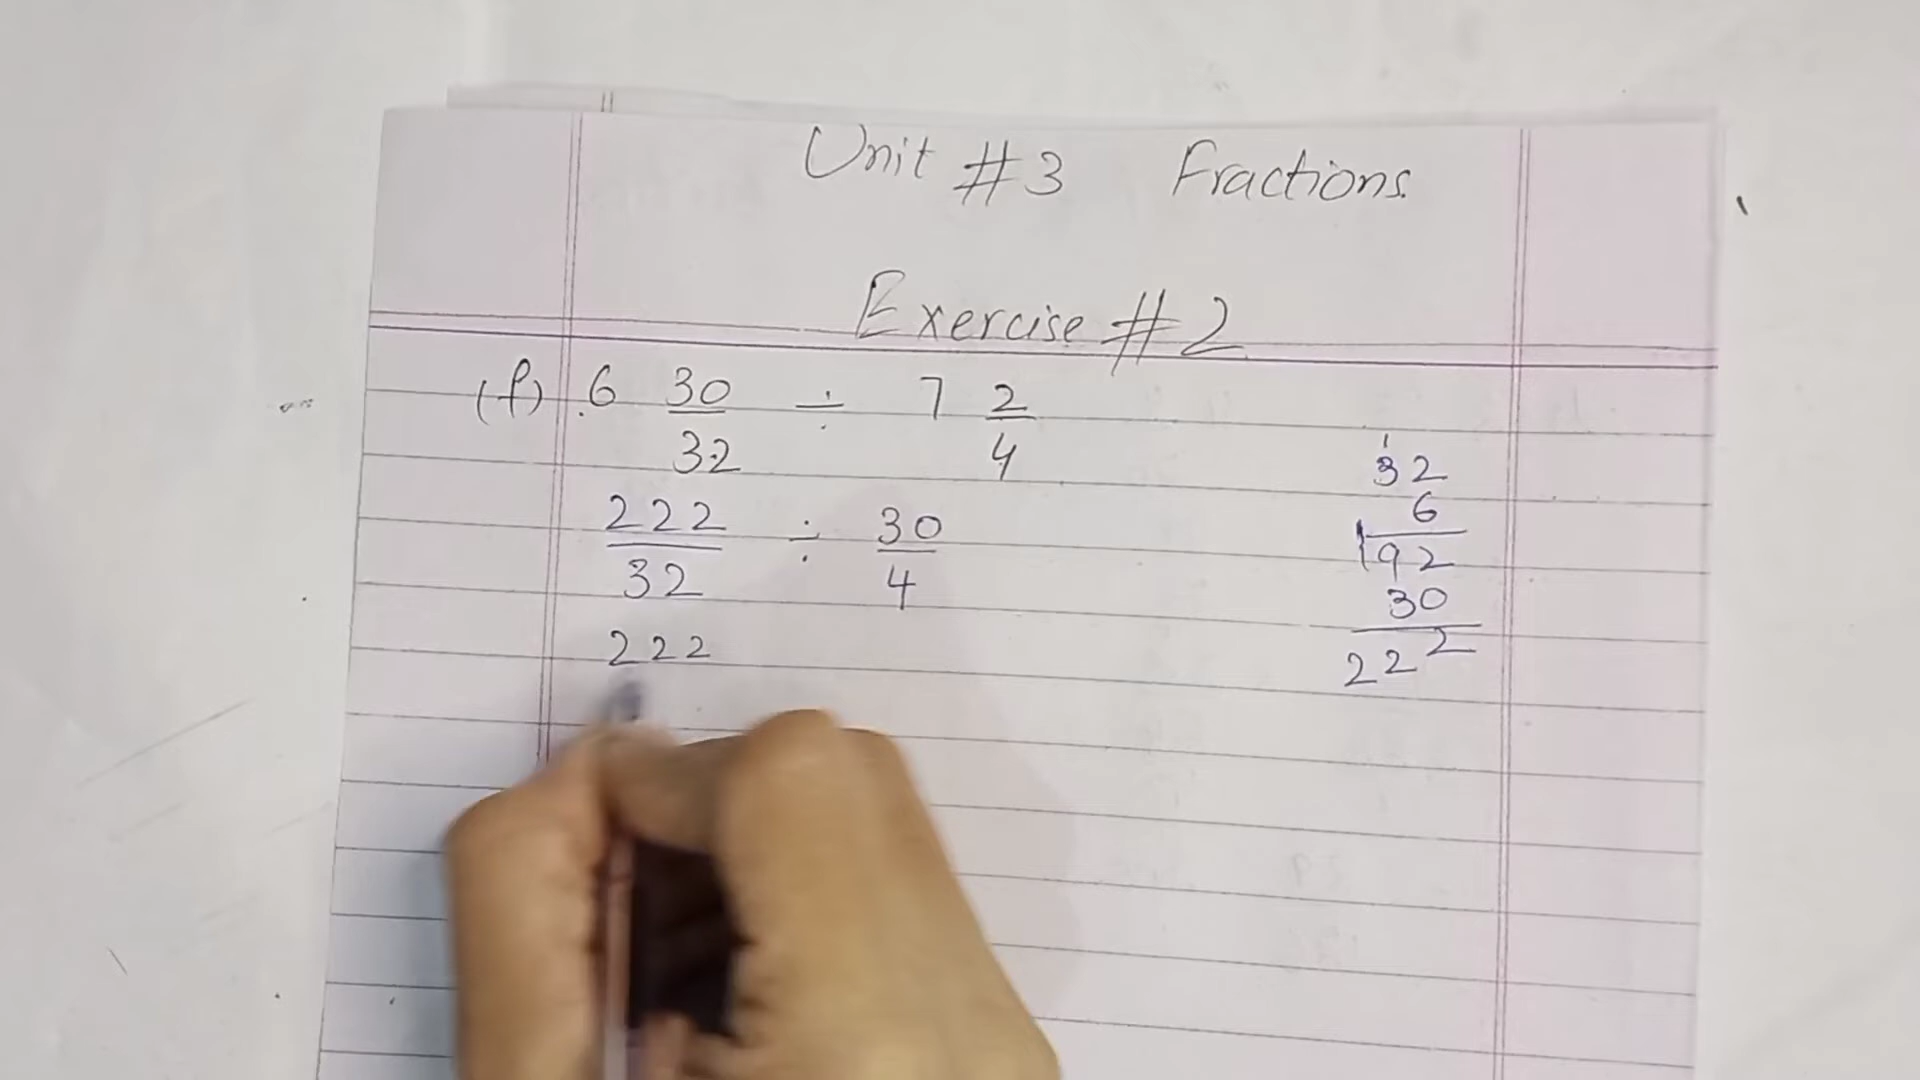 Unit #3 Fractions
Exercise #2
(f) 6 30/32 ÷ 7 2/4
222/32 ÷ 30/4
222
1
32
6
192
30
222